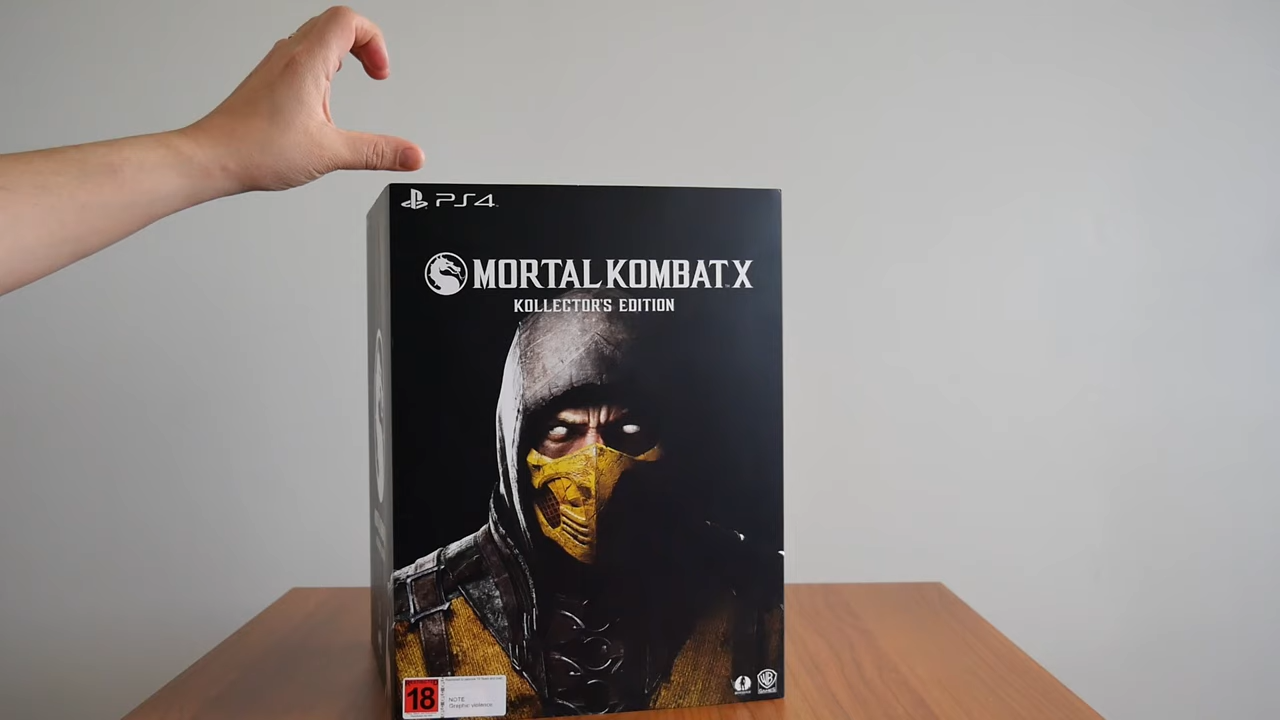 PS4
MORTAL KOMBAT X
KOLLECTOR'S EDITION
18
NOTE:
Graphic violence